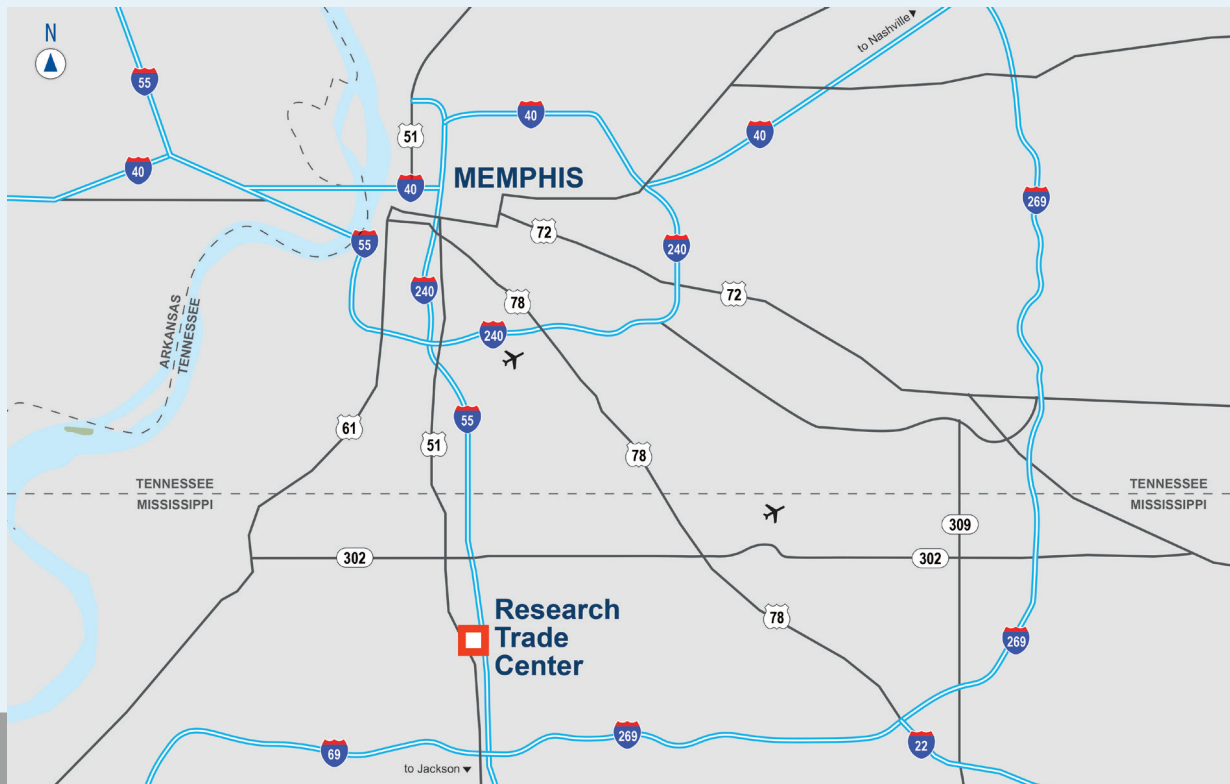 N
to Nashville
55
40
51
40
40
40
MEMPHIS
269
72
55
240
240
72
78
240
ARKANSAS
TENNESSEE
55
61
51
78
TENNESSEE
MISSISSIPPI
TENNESSEE
MISSISSIPPI
309
302
302
Research
Trade
Center
78
269
269
69
22
to Jackson